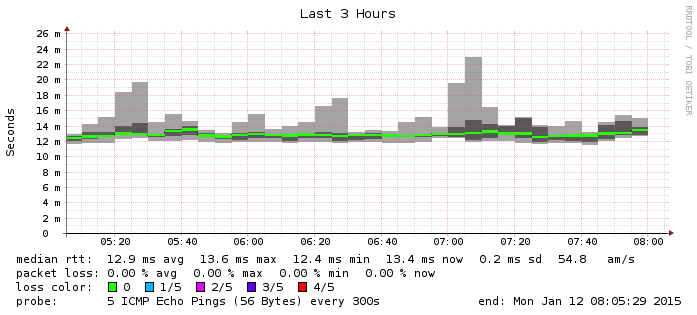 Last 3 Hours
RRDTOOL / TOBI OETIKER
Seconds
26 m
24 m
22 m
20 m
18 m
16 m
14 m
12 m
10 m
8 m
6 m
4 m
2 m
0
05:20 05:40 06:00 06:20 06:40 07:00 07:20 07:40 08:00
median rtt: 12.9 ms avg 13.6 ms max 12.4 ms min 13.4 ms now 0.2 ms sd 54.8 am/s
packet loss: 0.00 % avg 0.00 % max 0.00 % min 0.00 % now
loss color: 0 1/5 2/5 3/5 4/5
probe: 5 ICMP Echo Pings (56 Bytes) every 300s end: Mon Jan 12 08:05:29 2015